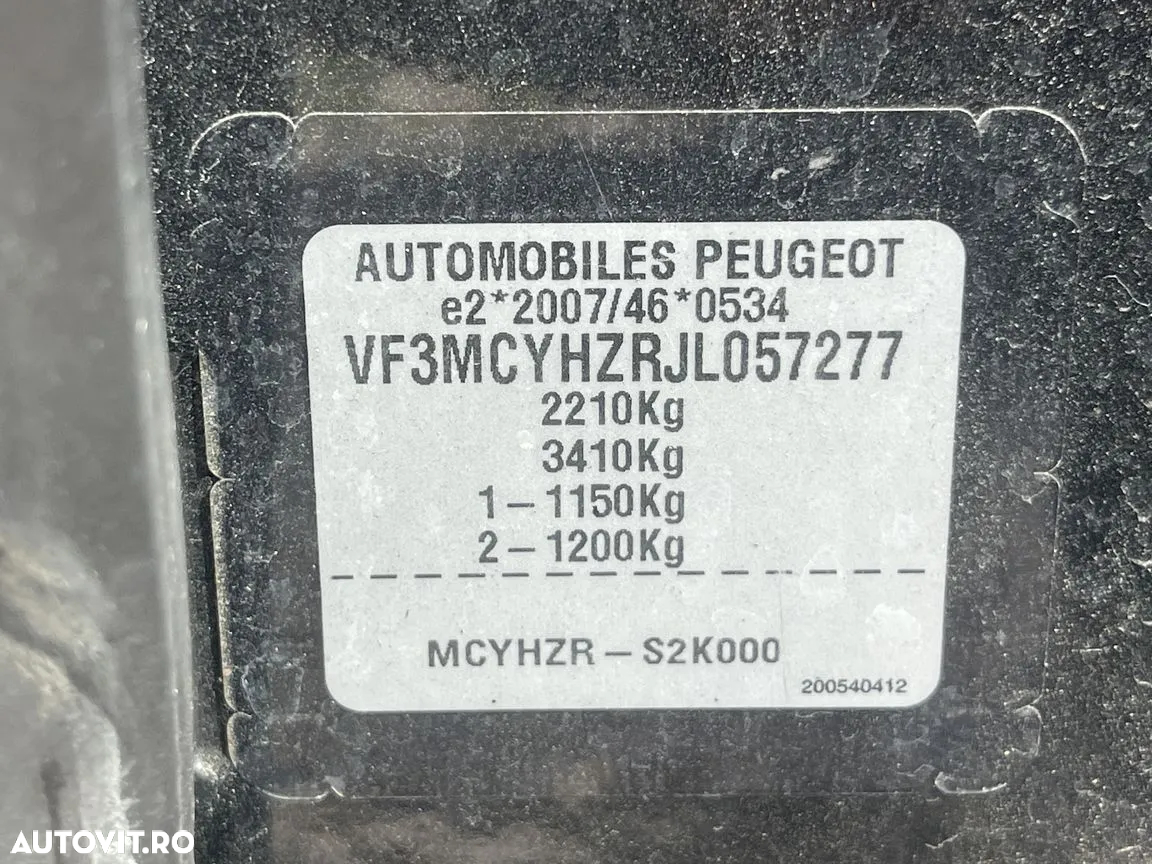 AUTOMOBILES PEUGEOT
e2*2007/46*0534
VF3MCYHZRJL057277
2210Kg
3410Kg
1 – 1150Kg
2 – 1200Kg
MCYHZR – S2K000
200540412
AUTOVIT.RO